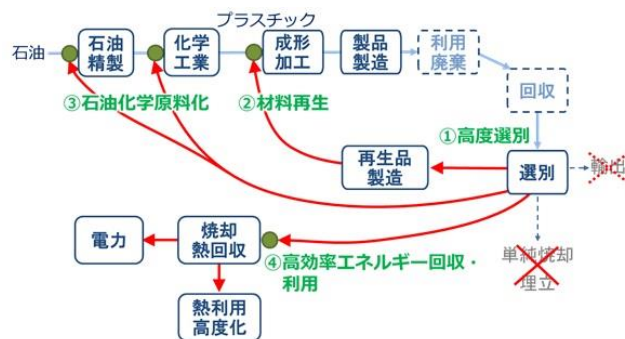 プラスチック
石油
石油
精製
化学
工業
成形
加工
製品
製造
利用
廃棄
回収
③石油化学原料化
②材料再生
①高度選別
再生品
製造
選別
輸出
電力
焼却
熱回収
④高効率エネルギー回収・
利用
単純焼却
埋立
熱利用
高度化